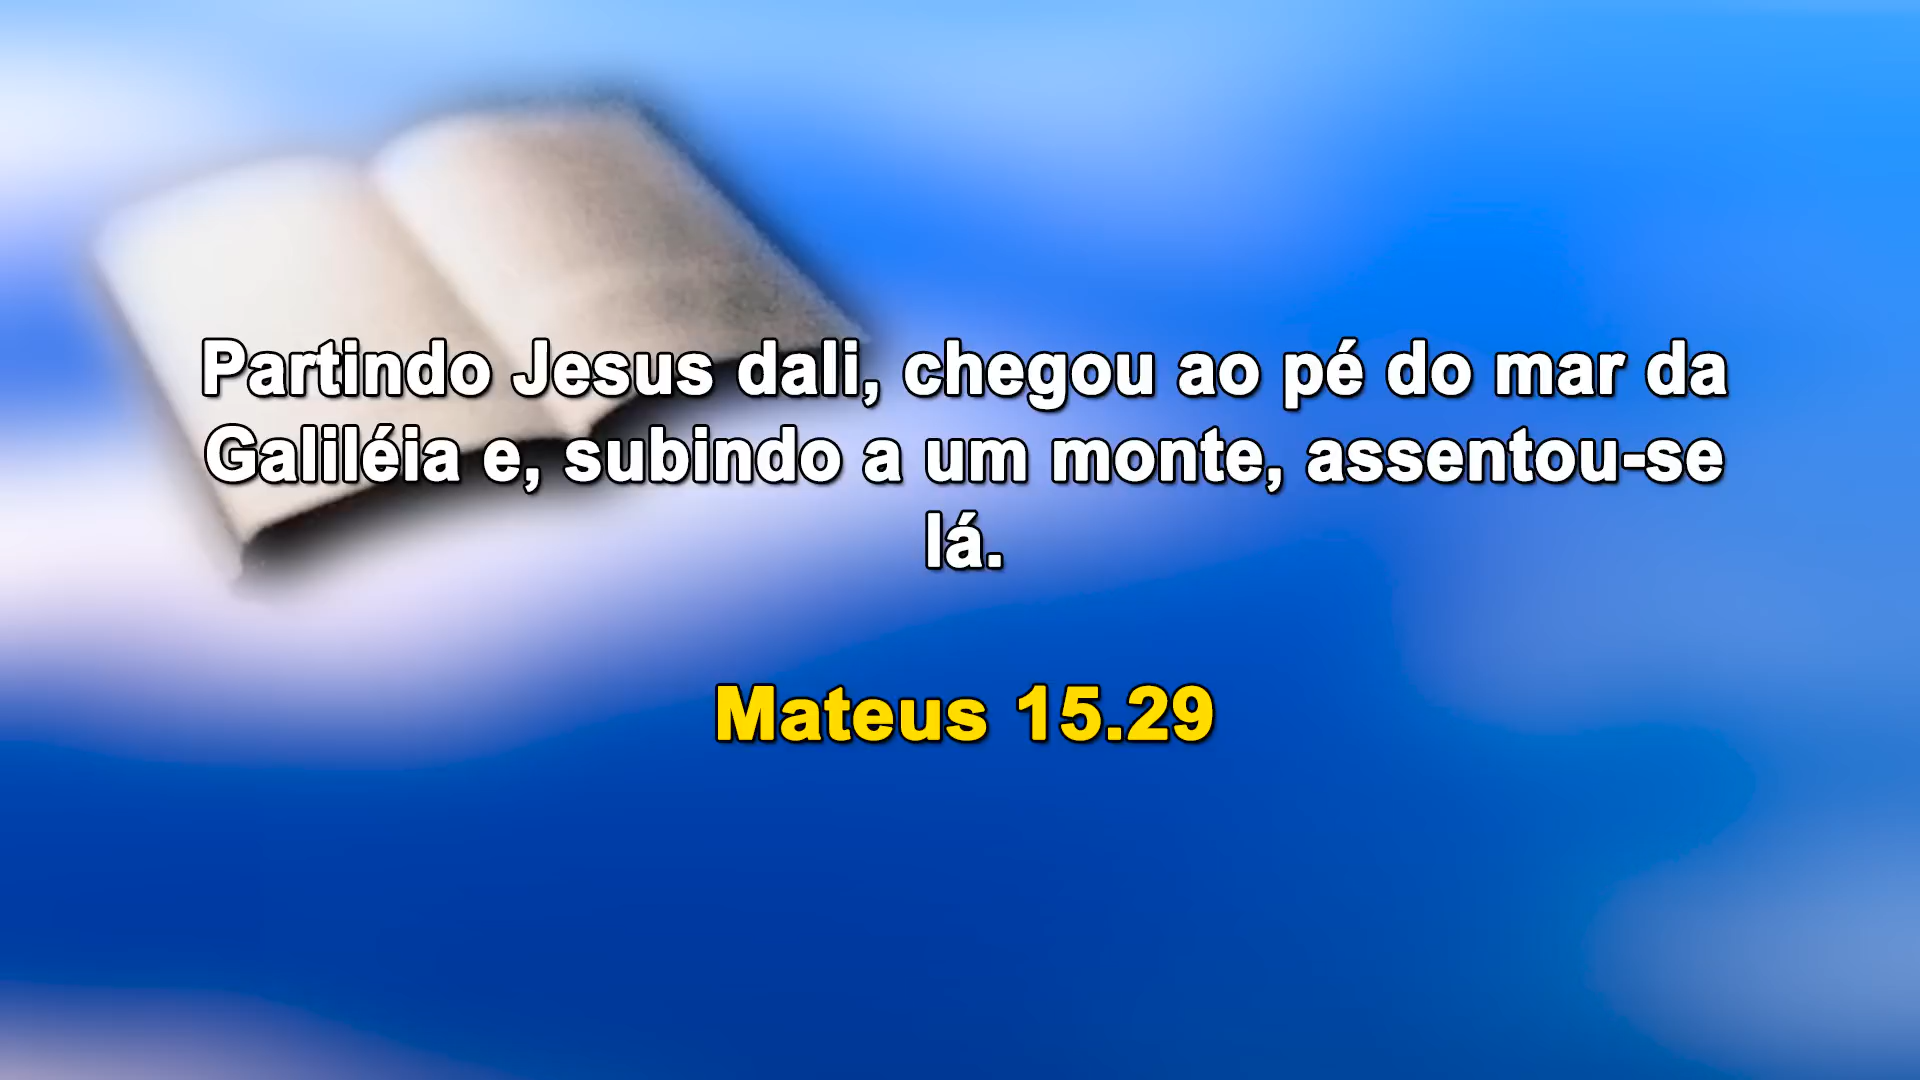 Partindo Jesus dali, chegou ao pé do mar da
Galiléia e, subindo a um monte, assentou-se
lá.
Mateus 15.29